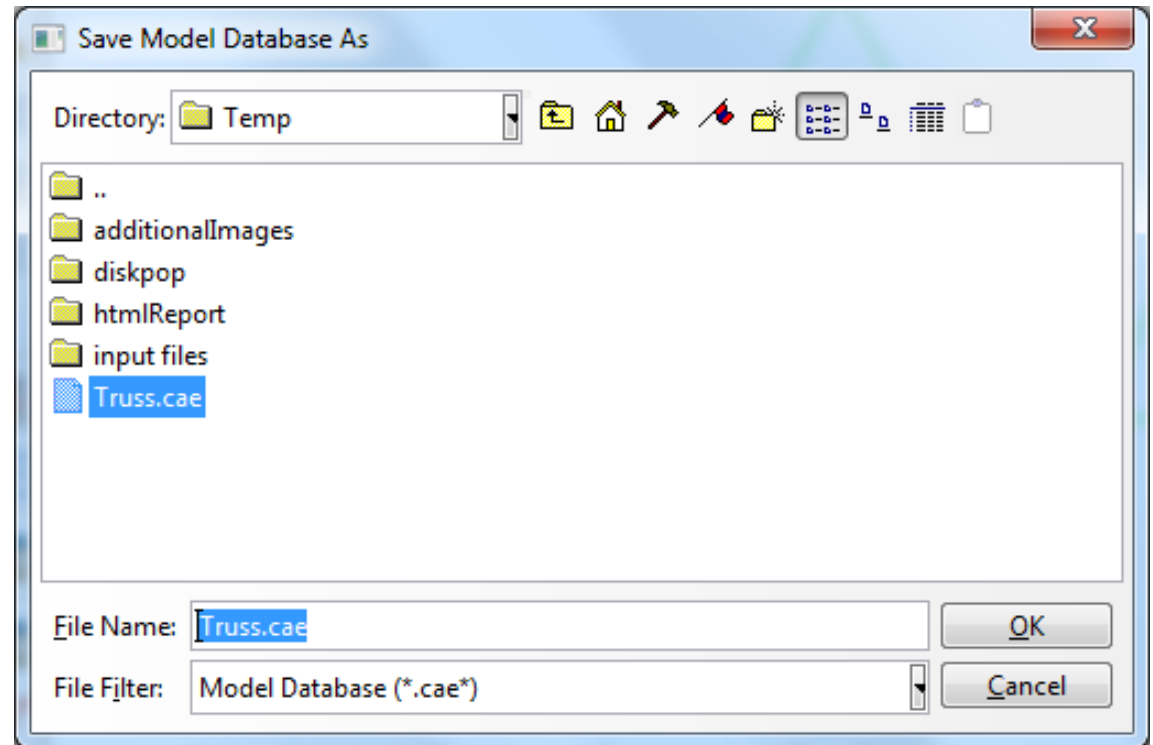 Save Model Database As
Directory: Temp
..
additionalImages
diskpop
htmlReport
input files
Truss.cae
File Name: Truss.cae OK
File Filter: Model Database (*.cae*) Cancel